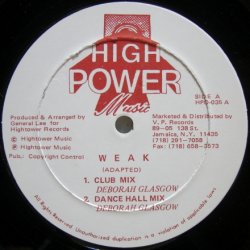 HIGH
POWER
Music
SIDE A
HPD-035 A
Produced & Arranged by
General Lee for
Hightower Records
Ⓟ Hightower Music
© Hightower Music
Pub.: Copyright Control
Marketed & Distributed by
V. P. Records
89-05 138 St.
Jamaica, N.Y., 11435
(718) 291-7058
Fax: (718) 658-3573
WEAK
(ADAPTED)
1. CLUB MIX
DEBORAH GLASGOW
2. DANCE HALL MIX
DEBORAH GLASGOW
All Rights Reserved Unauthorized duplication is a violation of applicable laws.